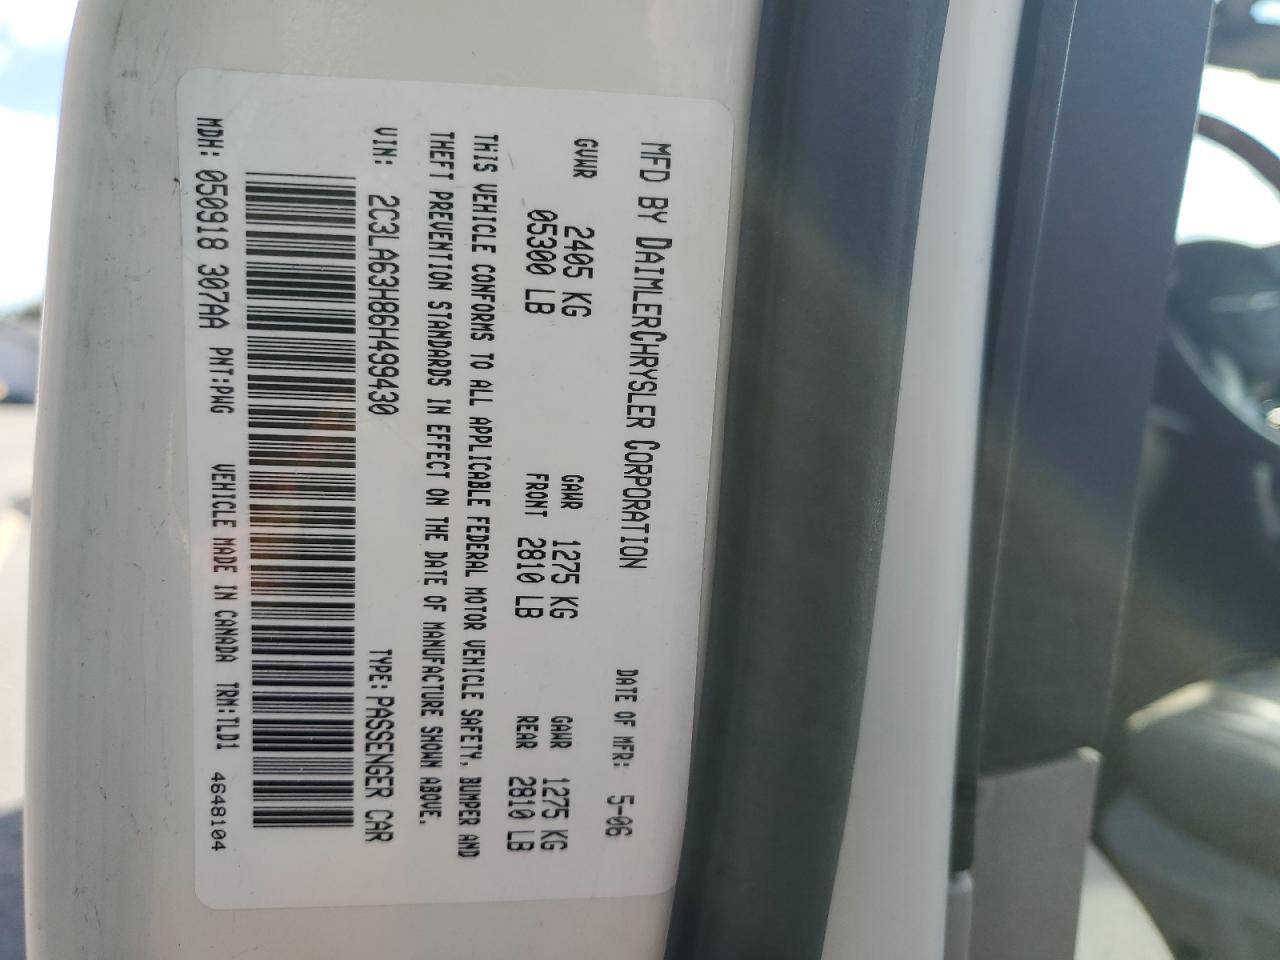 MFD BY DAIMLERCHRYSLER CORPORATION DATE OF MFR: 5-06
GVWR 2405 KG GAWR 1275 KG GAWR 1275 KG
05300 LB FRONT 2810 LB REAR 2810 LB
THIS VEHICLE CONFORMS TO ALL APPLICABLE FEDERAL MOTOR VEHICLE SAFETY, BUMPER AND
THEFT PREVENTION STANDARDS IN EFFECT ON THE DATE OF MANUFACTURE SHOWN ABOVE.
VIN: 2C3LA63H86H499430 TYPE: PASSENGER CAR
MDH: 050918 307AA PNT:PWG VEHICLE MADE IN CANADA TRM:TLD1 4648104